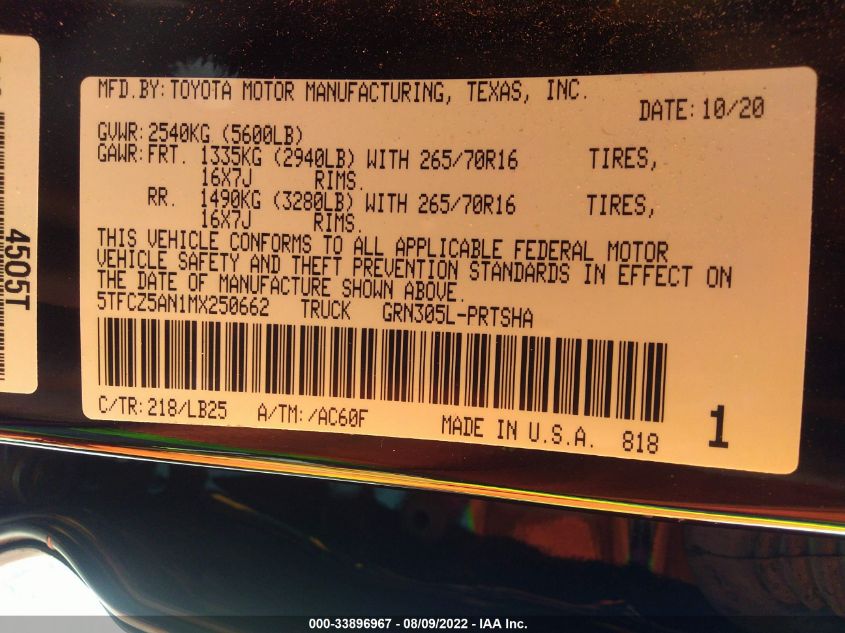 MFD.BY: TOYOTA MOTOR MANUFACTURING, TEXAS, INC.
DATE: 10/20
GVWR: 2540KG (5600LB)
GAWR: FRT. 1335KG (2940LB) WITH 265/70R16 TIRES,
16X7J RIMS.
RR. 1490KG (3280LB) WITH 265/70R16 TIRES,
16X7J RIMS.
THIS VEHICLE CONFORMS TO ALL APPLICABLE FEDERAL MOTOR
VEHICLE SAFETY AND THEFT PREVENTION STANDARDS IN EFFECT ON
THE DATE OF MANUFACTURE SHOWN ABOVE.
5TFCZ5AN1MX250662 TRUCK GRN305L-PRTSHA
C/TR: 218/LB25 A/TM: /AC60F MADE IN U.S.A. 818 1
4505T
000-33896967 - 08/09/2022 - IAA Inc.